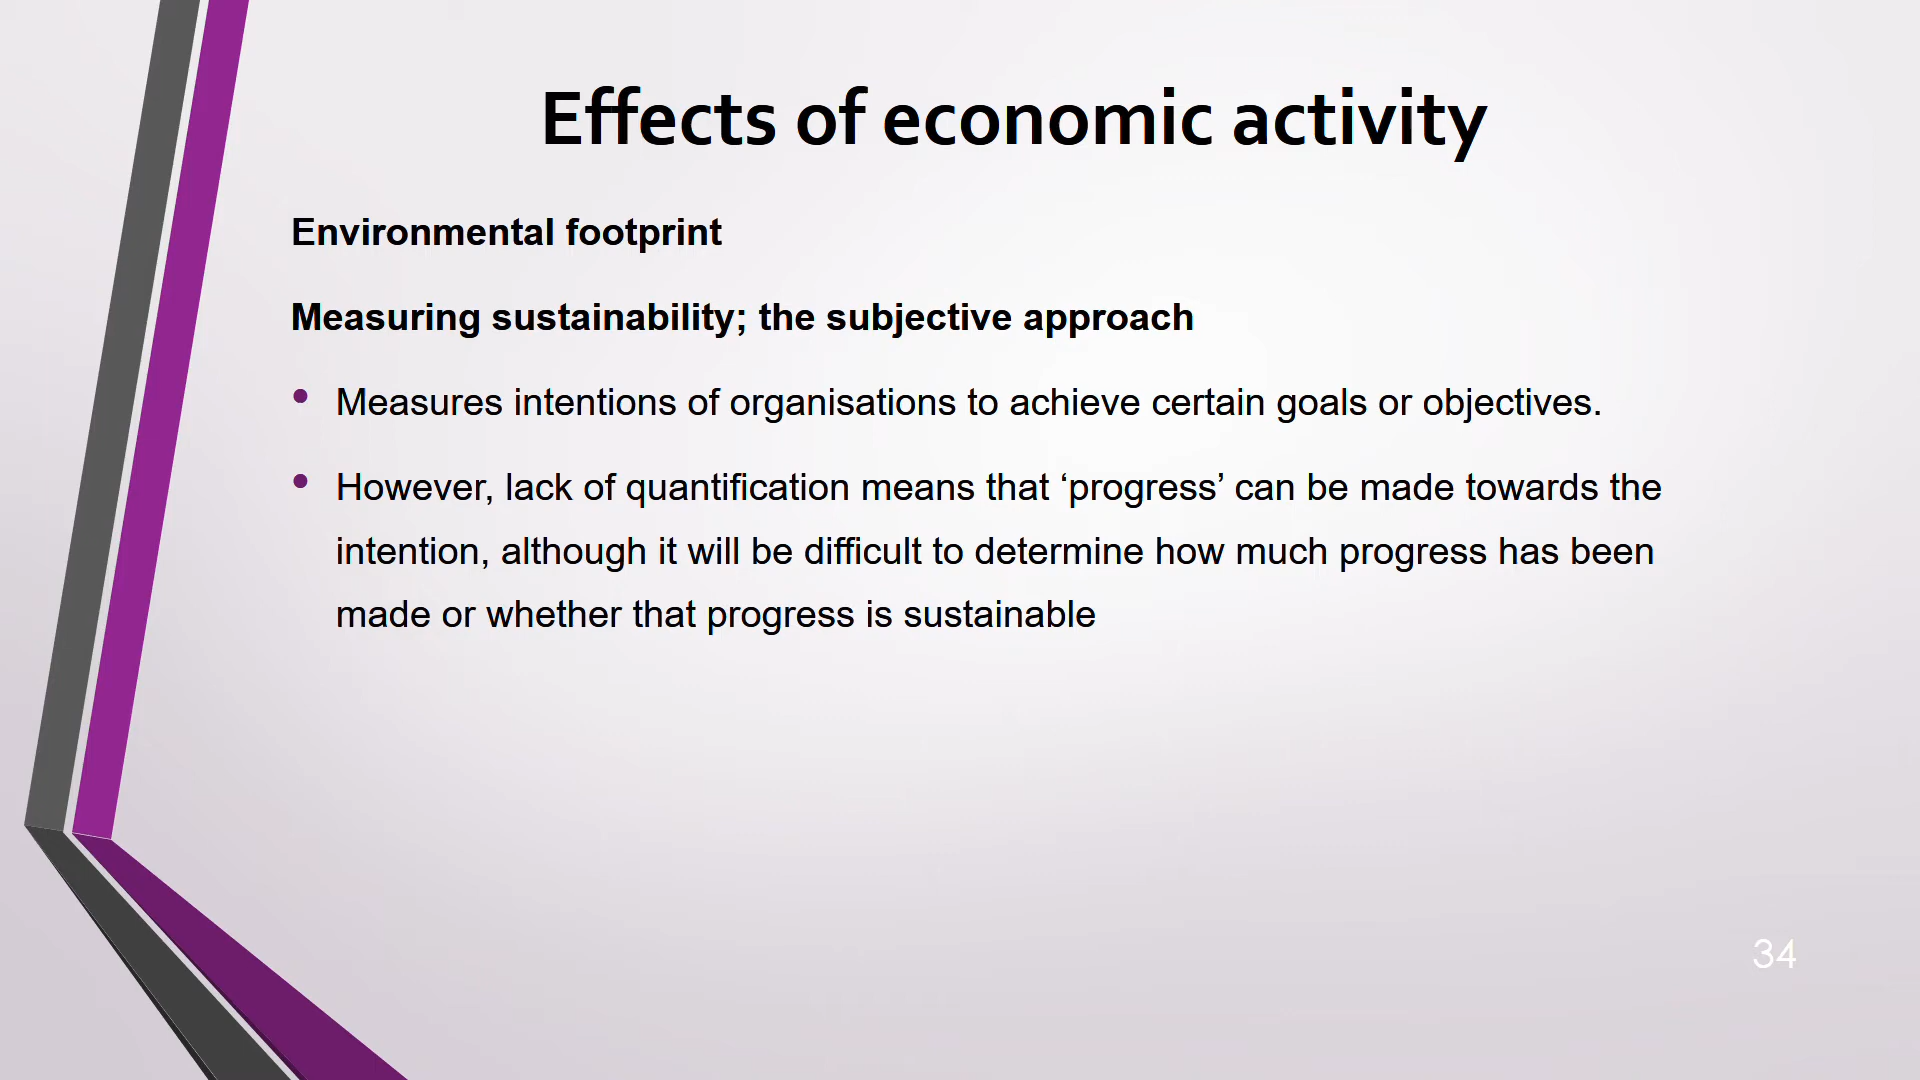 Effects of economic activity
Environmental footprint
Measuring sustainability; the subjective approach
• Measures intentions of organisations to achieve certain goals or objectives.
• However, lack of quantification means that ‘progress’ can be made towards the
intention, although it will be difficult to determine how much progress has been
made or whether that progress is sustainable
34